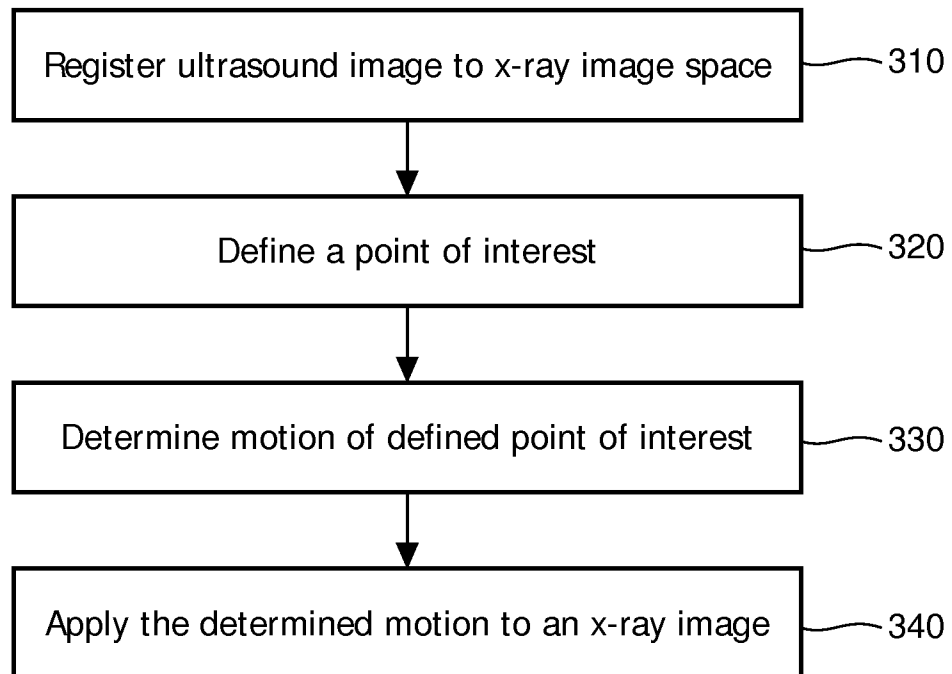 Register ultrasound image to x-ray image space
310
Define a point of interest
320
Determine motion of defined point of interest
330
Apply the determined motion to an x-ray image
340